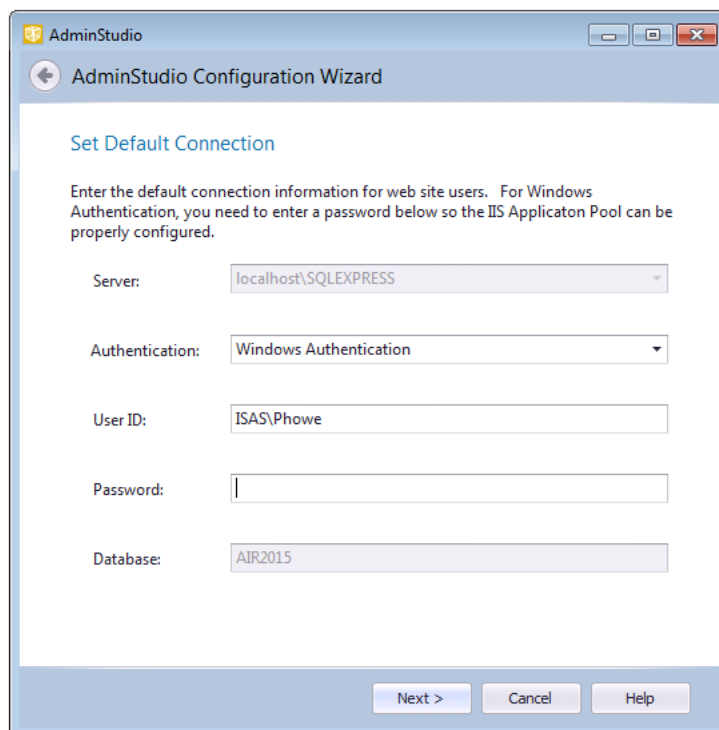 AdminStudio
AdminStudio Configuration Wizard
Set Default Connection
Enter the default connection information for web site users. For Windows
Authentication, you need to enter a password below so the IIS Applicaton Pool can be
properly configured.
Server: localhost\SQLEXPRESS
Authentication: Windows Authentication
User ID: ISAS\Phowe
Password:
Database: AIR2015
Next > Cancel Help